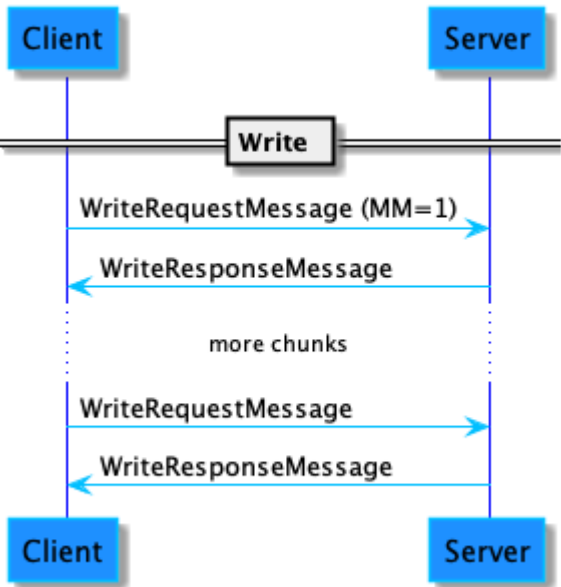 Client Server
Write
WriteRequestMessage (MM=1)
WriteResponseMessage
more chunks
WriteRequestMessage
WriteResponseMessage
Client Server